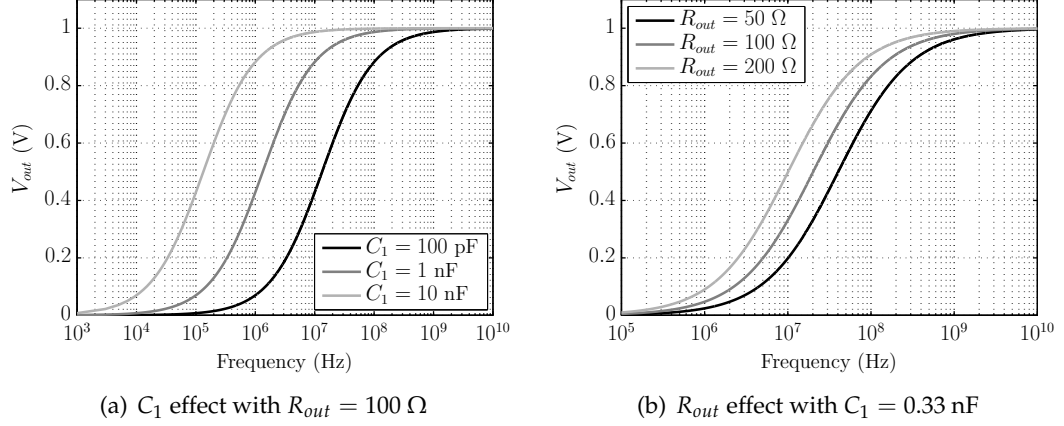 V_out (V)
1
0.8
0.6
0.4
0.2
0
10^3 10^4 10^5 10^6 10^7 10^8 10^9 10^10
Frequency (Hz)
C_1 = 100 pF
C_1 = 1 nF
C_1 = 10 nF
(a) C_1 effect with R_out = 100 Ω
V_out (V)
1
0.8
0.6
0.4
0.2
0
10^5 10^6 10^7 10^8 10^9 10^10
Frequency (Hz)
R_out = 50 Ω
R_out = 100 Ω
R_out = 200 Ω
(b) R_out effect with C_1 = 0.33 nF